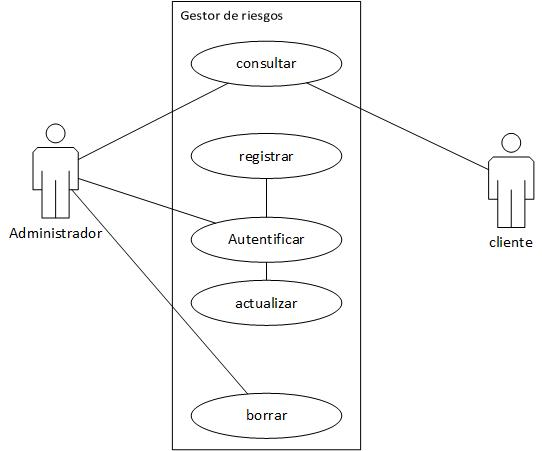 Gestor de riesgos
consultar
registrar
Administrador
Autentificar
cliente
actualizar
borrar